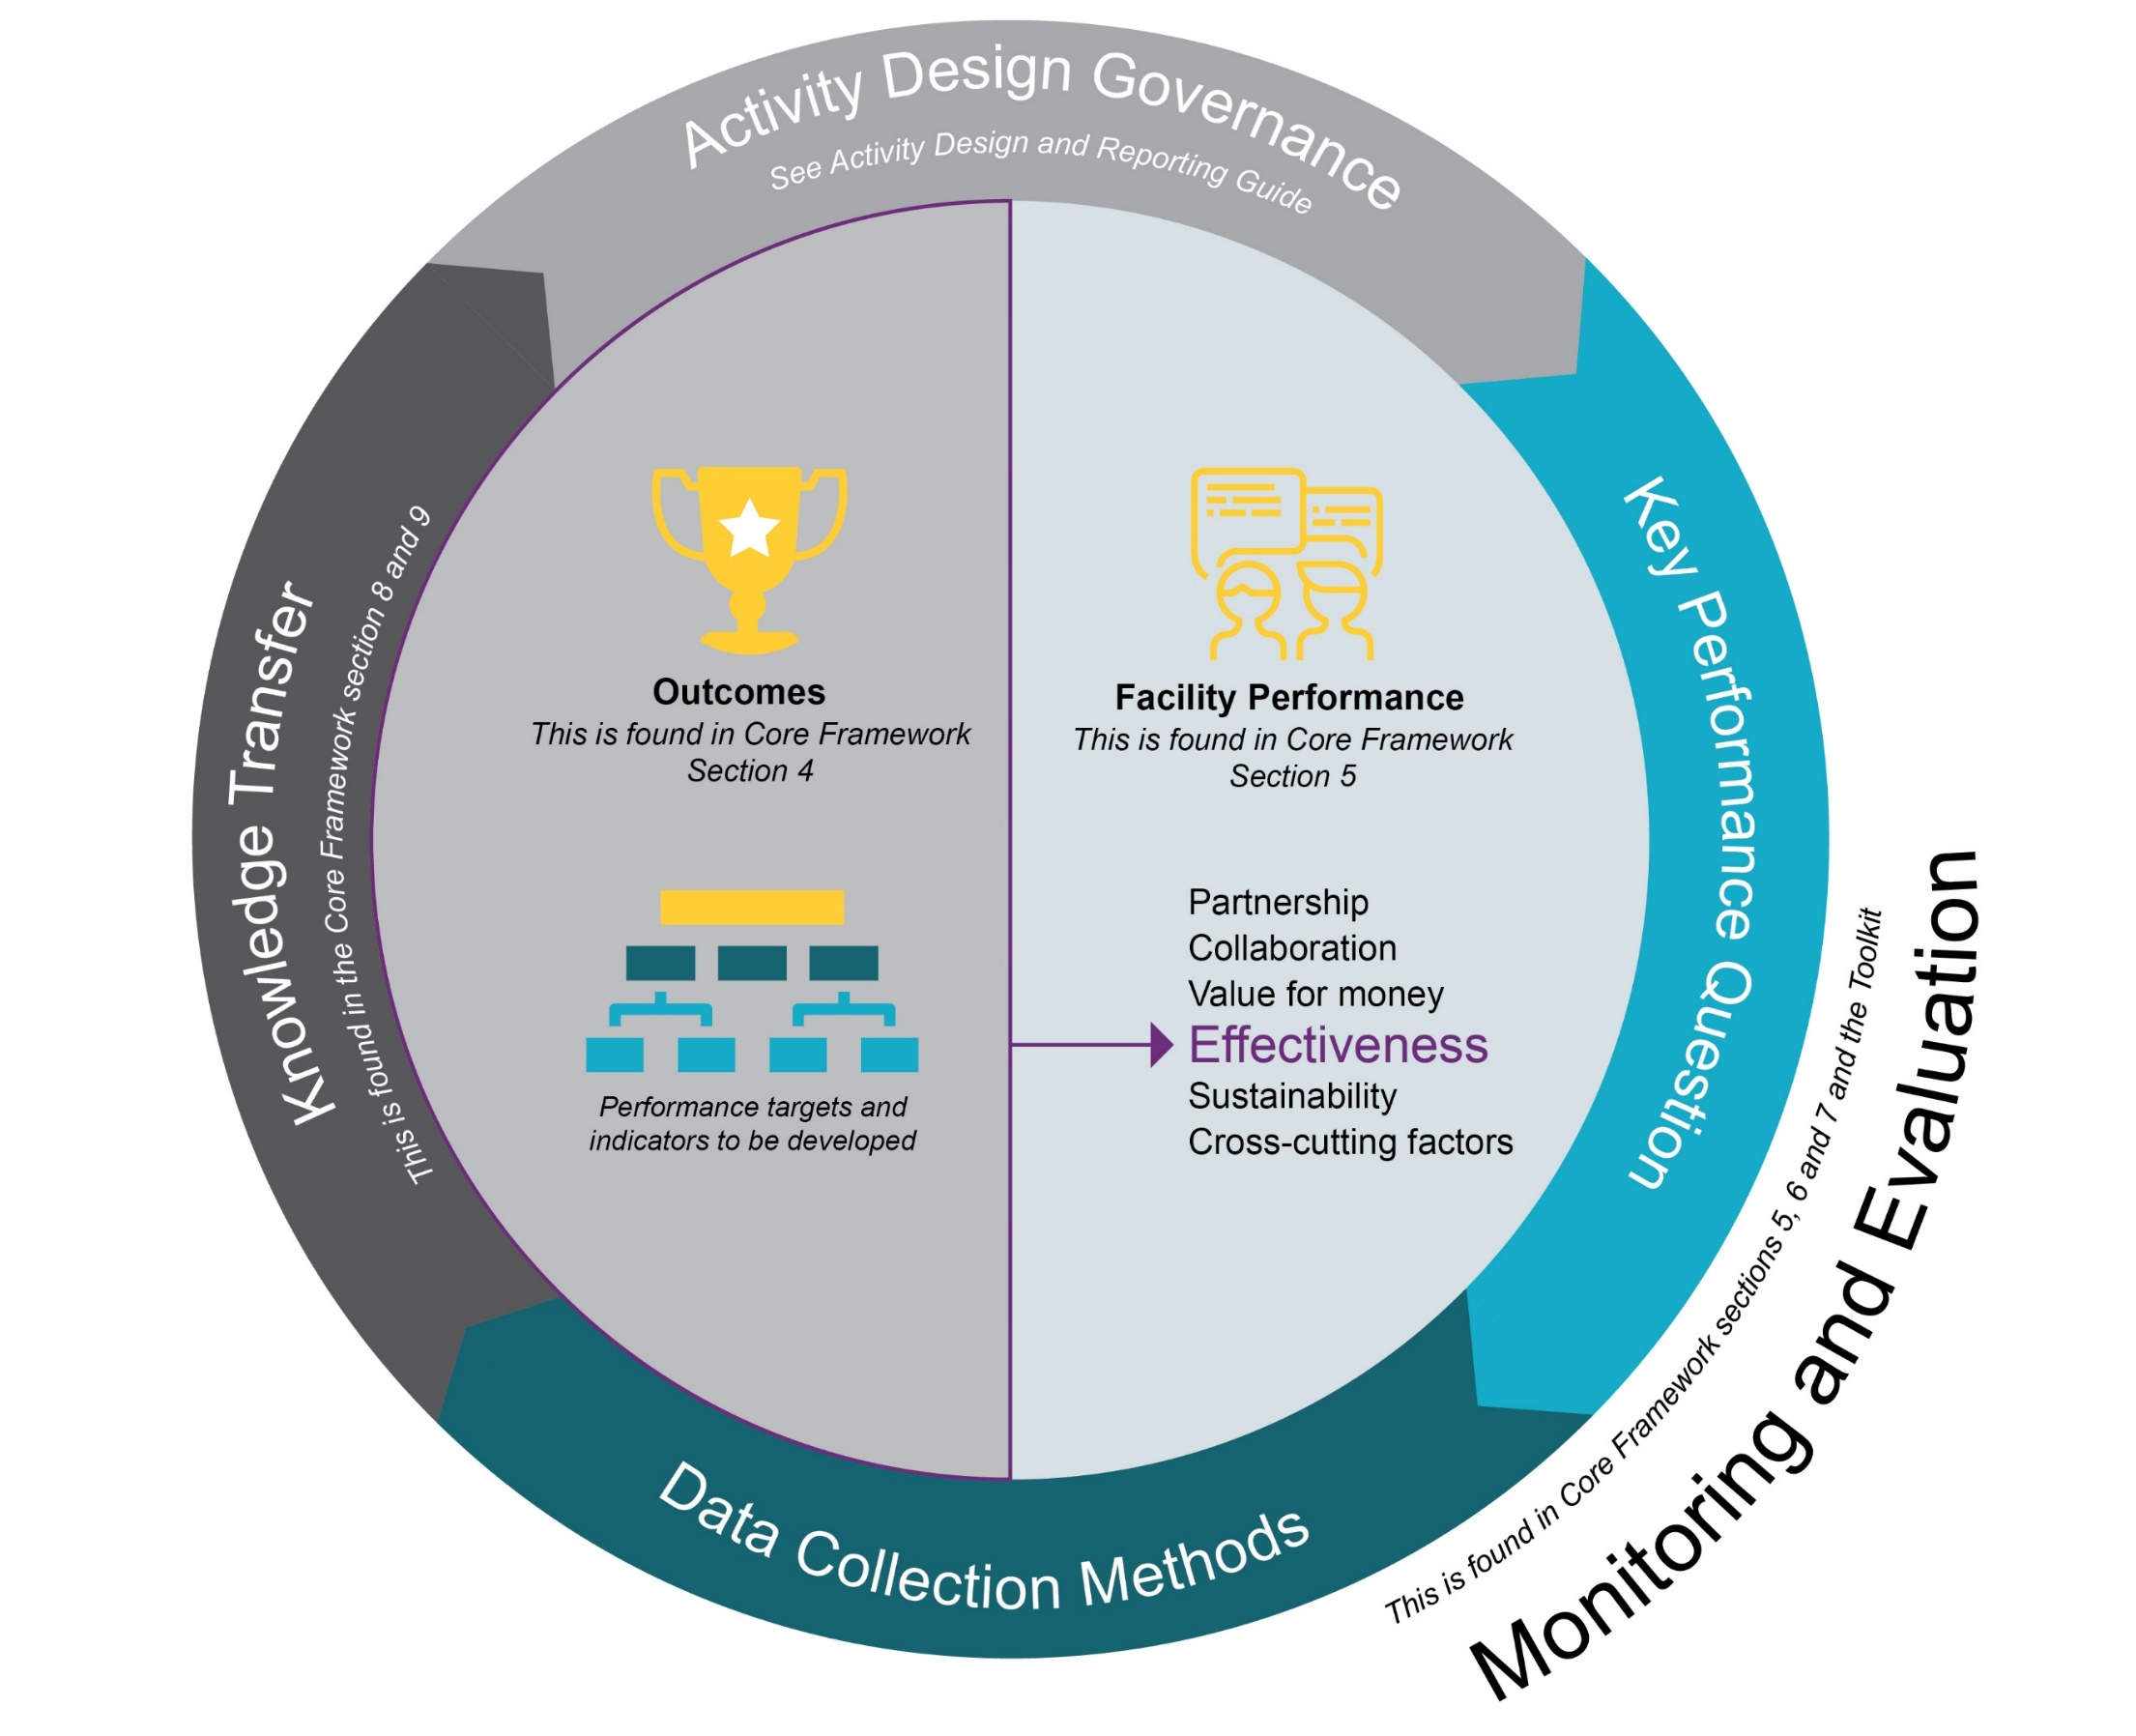 Activity Design Governance
See Activity Design and Reporting Guide
Key Performance Question
Data Collection Methods
Knowledge Transfer
This is found in the Core Framework section 8 and 9
Outcomes
This is found in Core Framework
Section 4
Performance targets and
indicators to be developed
Facility Performance
This is found in Core Framework
Section 5
Partnership
Collaboration
Value for money
Effectiveness
Sustainability
Cross-cutting factors
This is found in Core Framework sections 5, 6 and 7 and the Toolkit
Monitoring and Evaluation